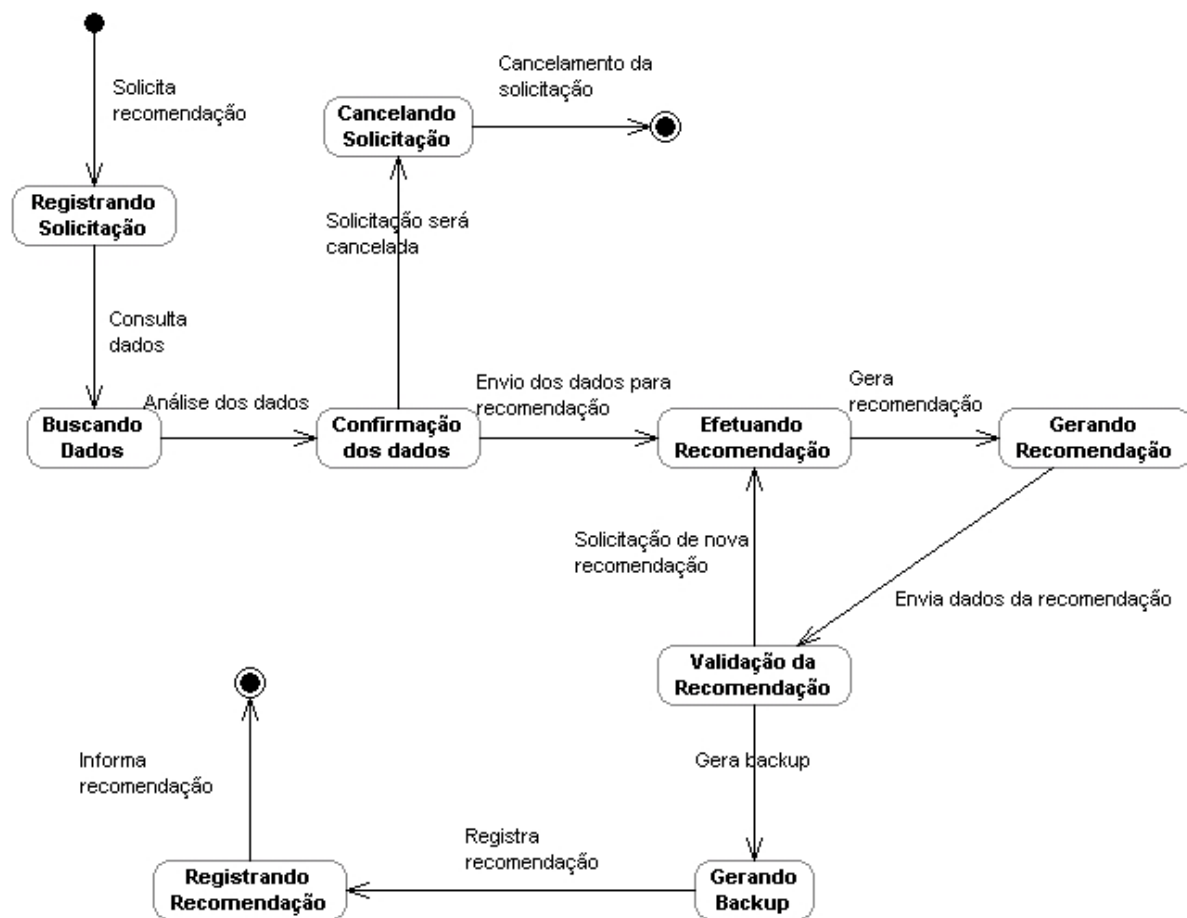 Solicita
recomendação
Cancelamento da
solicitação
Cancelando
Solicitação
Registrando
Solicitação
Solicitação será
cancelada
Consulta
dados
Análise dos dados
Envio dos dados para
recomendação
Gera
recomendação
Buscando
Dados
Confirmação
dos dados
Efetuando
Recomendação
Gerando
Recomendação
Solicitação de nova
recomendação
Envia dados da recomendação
Validação da
Recomendação
Informa
recomendação
Gera backup
Registra
recomendação
Registrando
Recomendação
Gerando
Backup